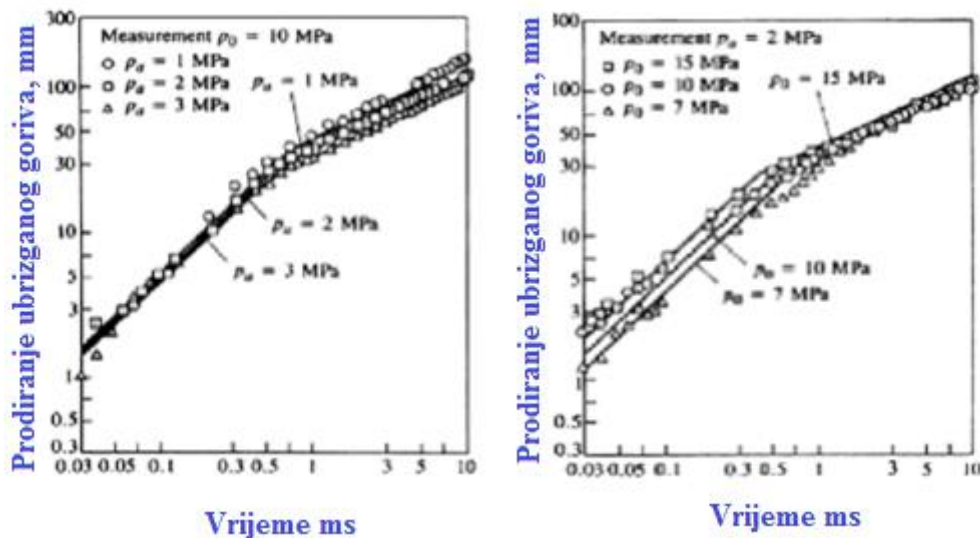 Prodiranje ubrizganog goriva, mm
300
100
50
30
10
5
3
1
0.5
0.3
Measurement p₀ = 10 MPa
○ pₐ = 1 MPa
□ pₐ = 2 MPa
△ pₐ = 3 MPa
pₐ = 1 MPa
pₐ = 2 MPa
pₐ = 3 MPa
0.03 0.05 0.1 0.3 0.5 1 3 5 10
Vrijeme ms
Prodiranje ubrizganog goriva, mm
300
100
50
30
10
5
3
1
0.5
0.3
Measurement pₐ = 2 MPa
□ p₀ = 15 MPa
○ p₀ = 10 MPa
△ p₀ = 7 MPa
p₀ = 15 MPa
p₀ = 10 MPa
p₀ = 7 MPa
0.03 0.05 0.1 0.3 0.5 1 3 5 10
Vrijeme ms